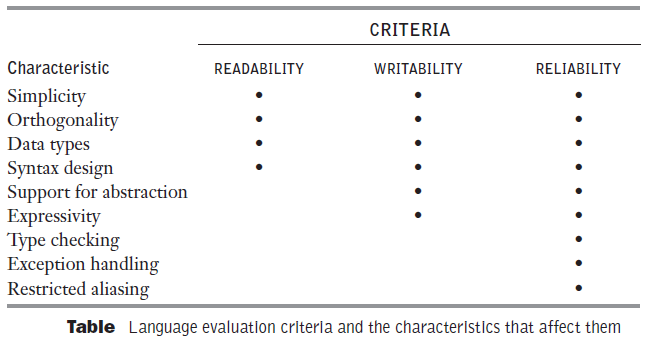 CRITERIA
Characteristic READABILITY WRITABILITY RELIABILITY
Simplicity • • •
Orthogonality • • •
Data types • • •
Syntax design • • •
Support for abstraction • •
Expressivity • •
Type checking •
Exception handling •
Restricted aliasing •
Table Language evaluation criteria and the characteristics that affect them